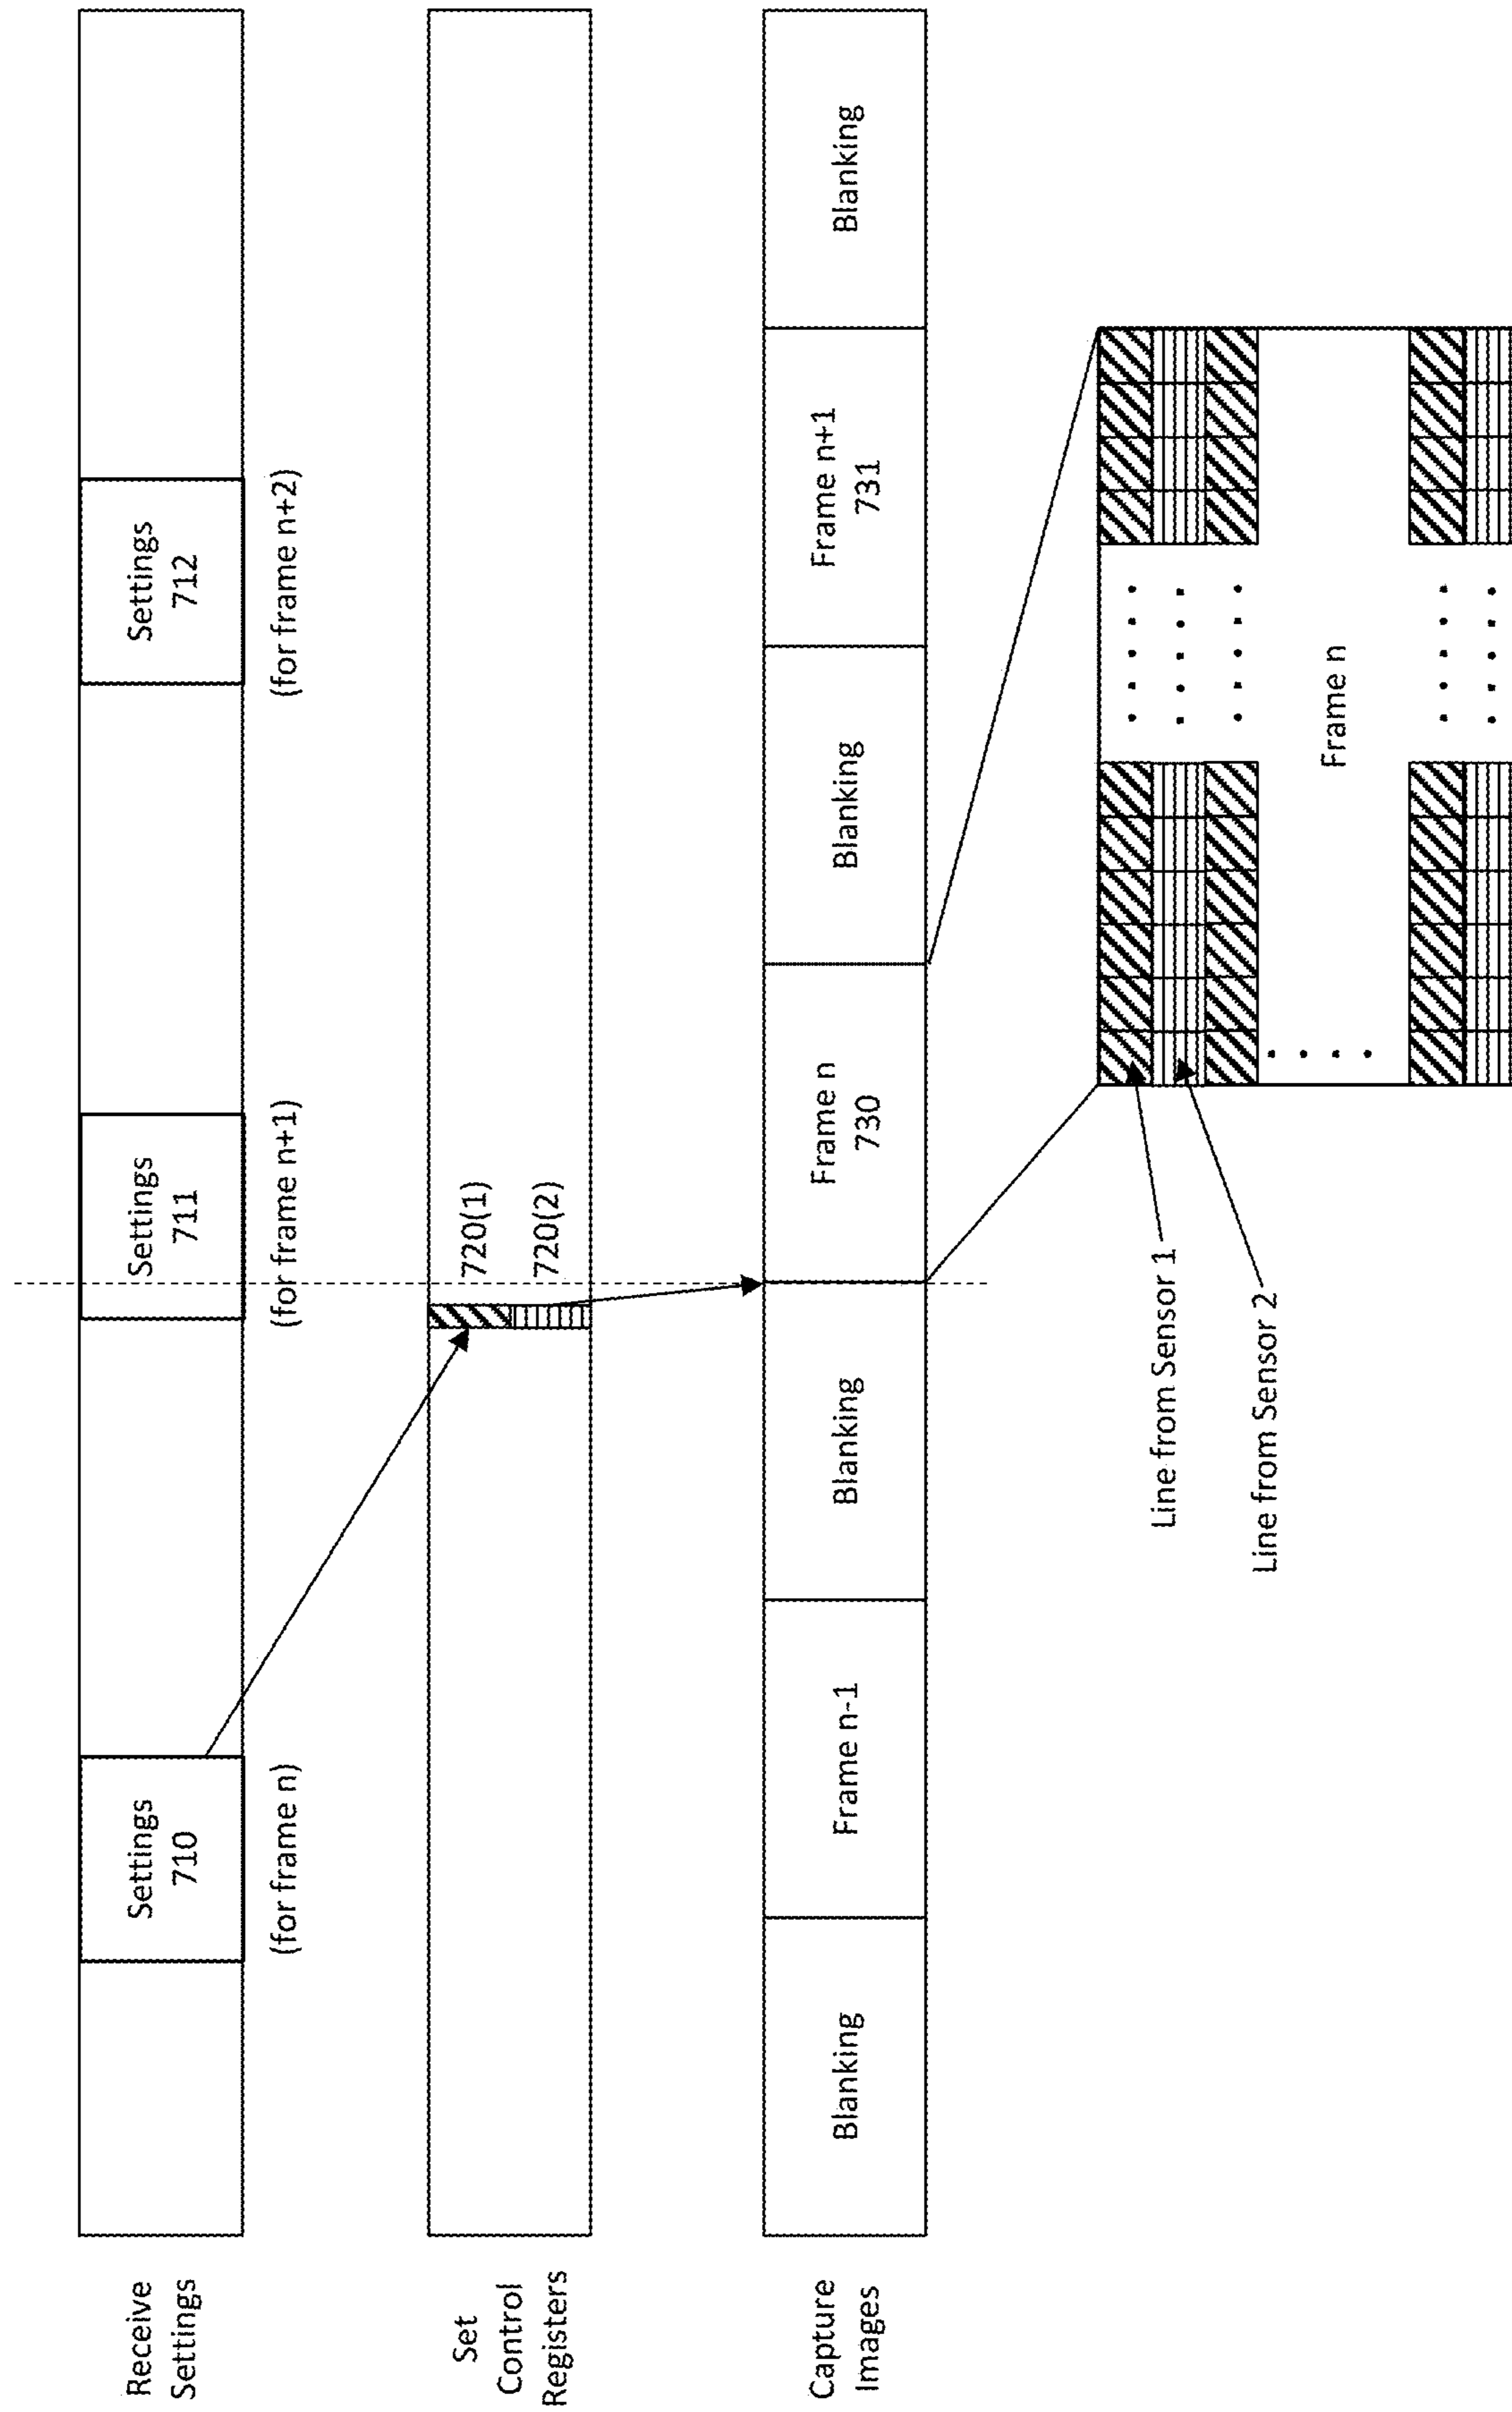 Receive
Settings
Settings
710
(for frame n)
Settings
711
(for frame n+1)
Settings
712
(for frame n+2)
Set
Control
Registers
720(1)
720(2)
Capture
Images
Blanking
Frame n-1
Blanking
Frame n
730
Blanking
Frame n+1
731
Blanking
Line from Sensor 1
Line from Sensor 2
Frame n